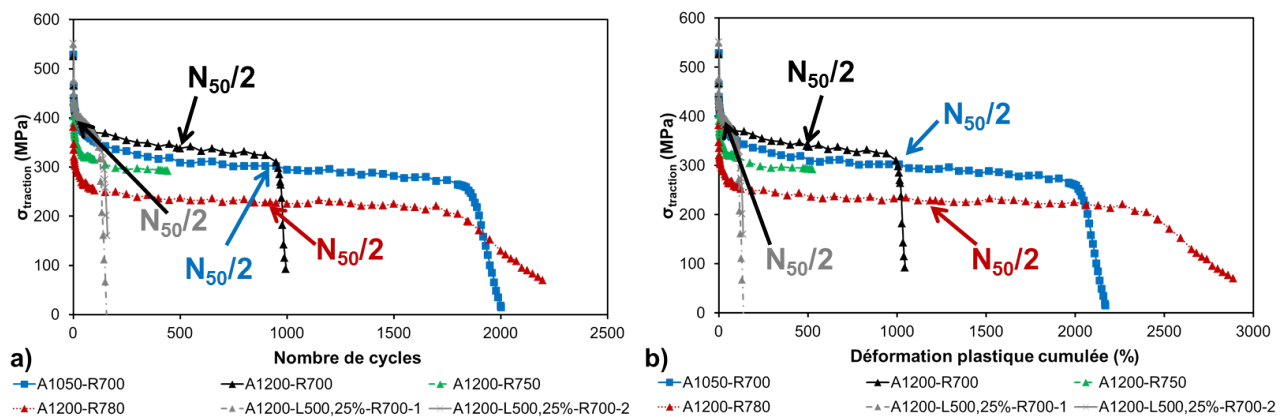 600
500
400
300
200
100
0
σtraction (MPa)
N50/2
N50/2
N50/2
N50/2
0
500
1000
1500
2000
2500
a)
Nombre de cycles
A1050-R700
A1200-R700
A1200-R750
A1200-R780
A1200-L500,25%-R700-1
A1200-L500,25%-R700-2
600
500
400
300
200
100
0
σtraction (MPa)
N50/2
N50/2
N50/2
N50/2
0
500
1000
1500
2000
2500
3000
b)
Déformation plastique cumulée (%)
A1050-R700
A1200-R700
A1200-R750
A1200-R780
A1200-L500,25%-R700-1
A1200-L500,25%-R700-2